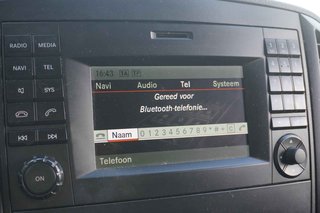 RADIO MEDIA
NAVI TEL
SYS
16:43
Navi Audio Tel Systeem
Gereed voor
Bluetooth-telefonie...
Naam 0 1 2 3 4 5 6 7 8 9 * # + C
Telefoon
ON